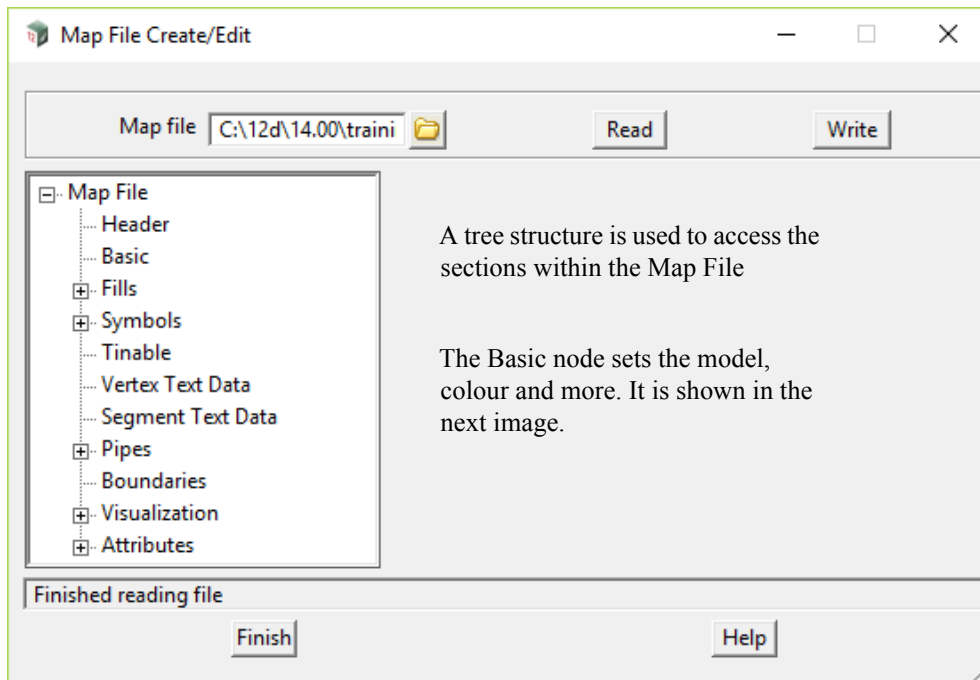 Map File Create/Edit
Map file C:\12d\14.00\traini Read Write
Map File
Header
Basic
Fills
Symbols
Tinable
Vertex Text Data
Segment Text Data
Pipes
Boundaries
Visualization
Attributes
A tree structure is used to access the
sections within the Map File
The Basic node sets the model,
colour and more. It is shown in the
next image.
Finished reading file
Finish Help